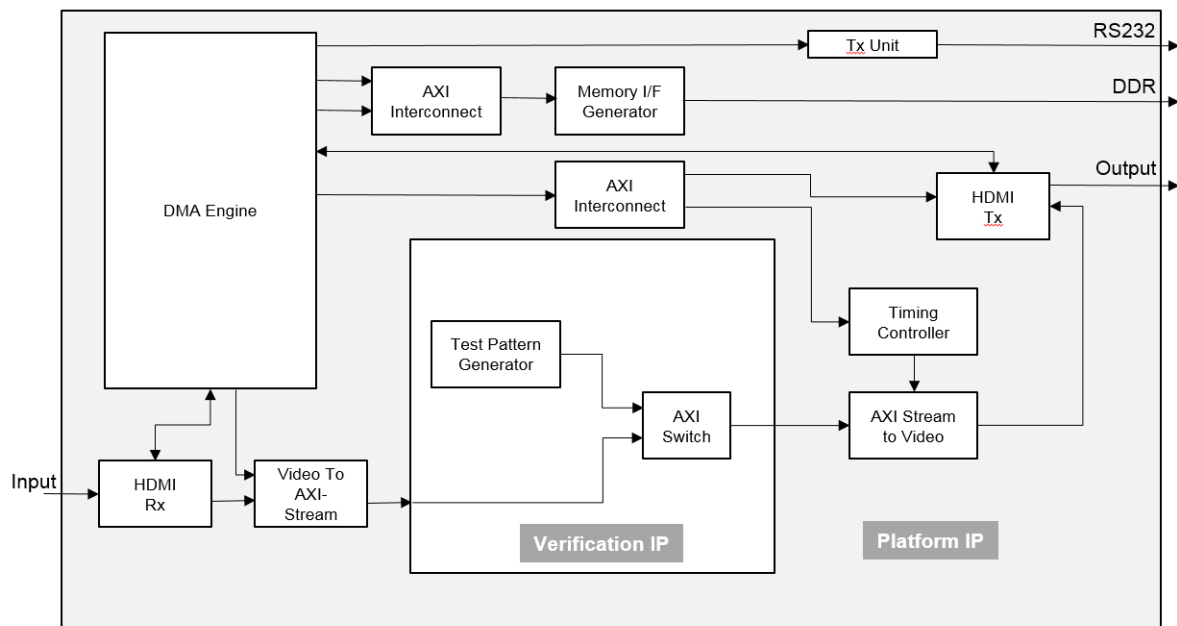 RS232
Tx Unit
DDR
AXI
Interconnect
Memory I/F
Generator
Output
DMA Engine
AXI
Interconnect
HDMI
Tx
Timing
Controller
Test Pattern
Generator
AXI
Switch
AXI Stream
to Video
Input
HDMI
Rx
Video To
AXI-
Stream
Verification IP
Platform IP